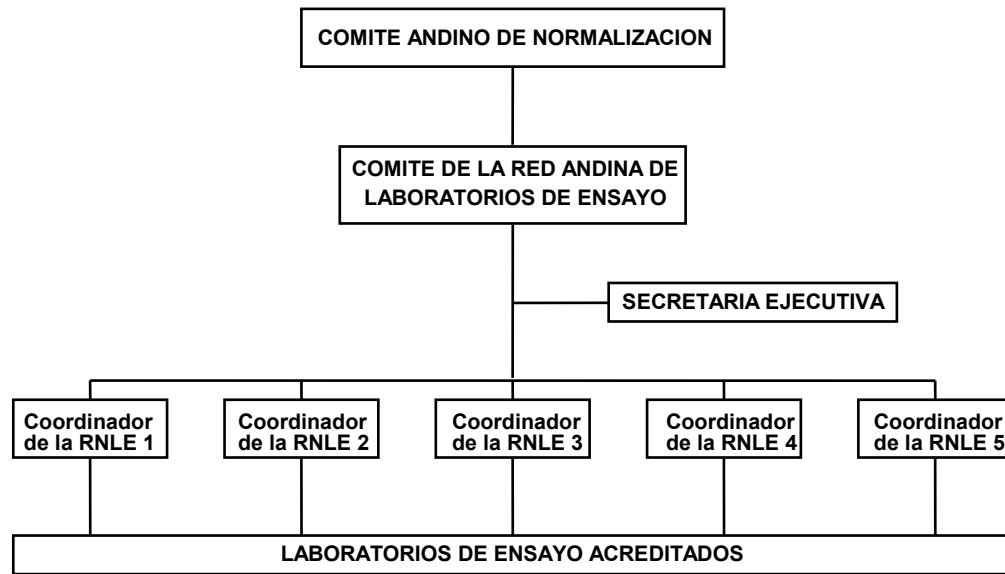 COMITE ANDINO DE NORMALIZACION
COMITE DE LA RED ANDINA DE
LABORATORIOS DE ENSAYO
SECRETARIA EJECUTIVA
Coordinador
de la RNLE 1
Coordinador
de la RNLE 2
Coordinador
de la RNLE 3
Coordinador
de la RNLE 4
Coordinador
de la RNLE 5
LABORATORIOS DE ENSAYO ACREDITADOS